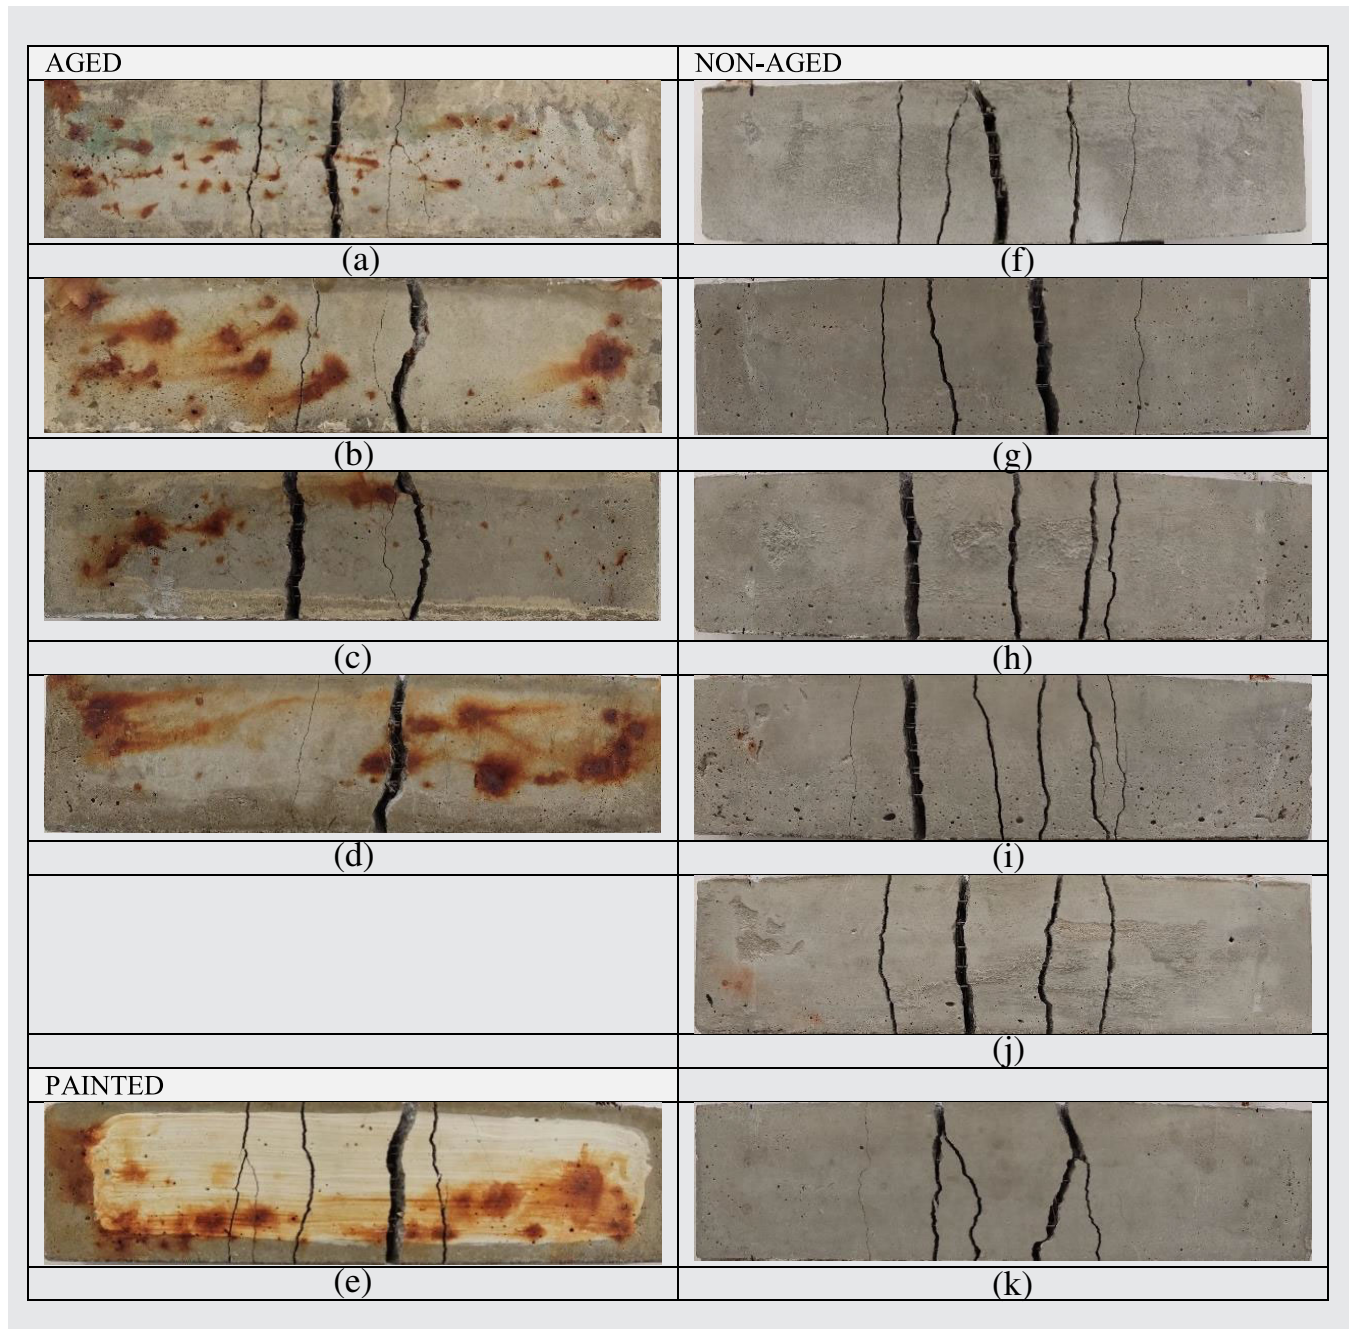 AGED
NON-AGED
(a)
(f)
(b)
(g)
(c)
(h)
(d)
(i)
(j)
PAINTED
(e)
(k)